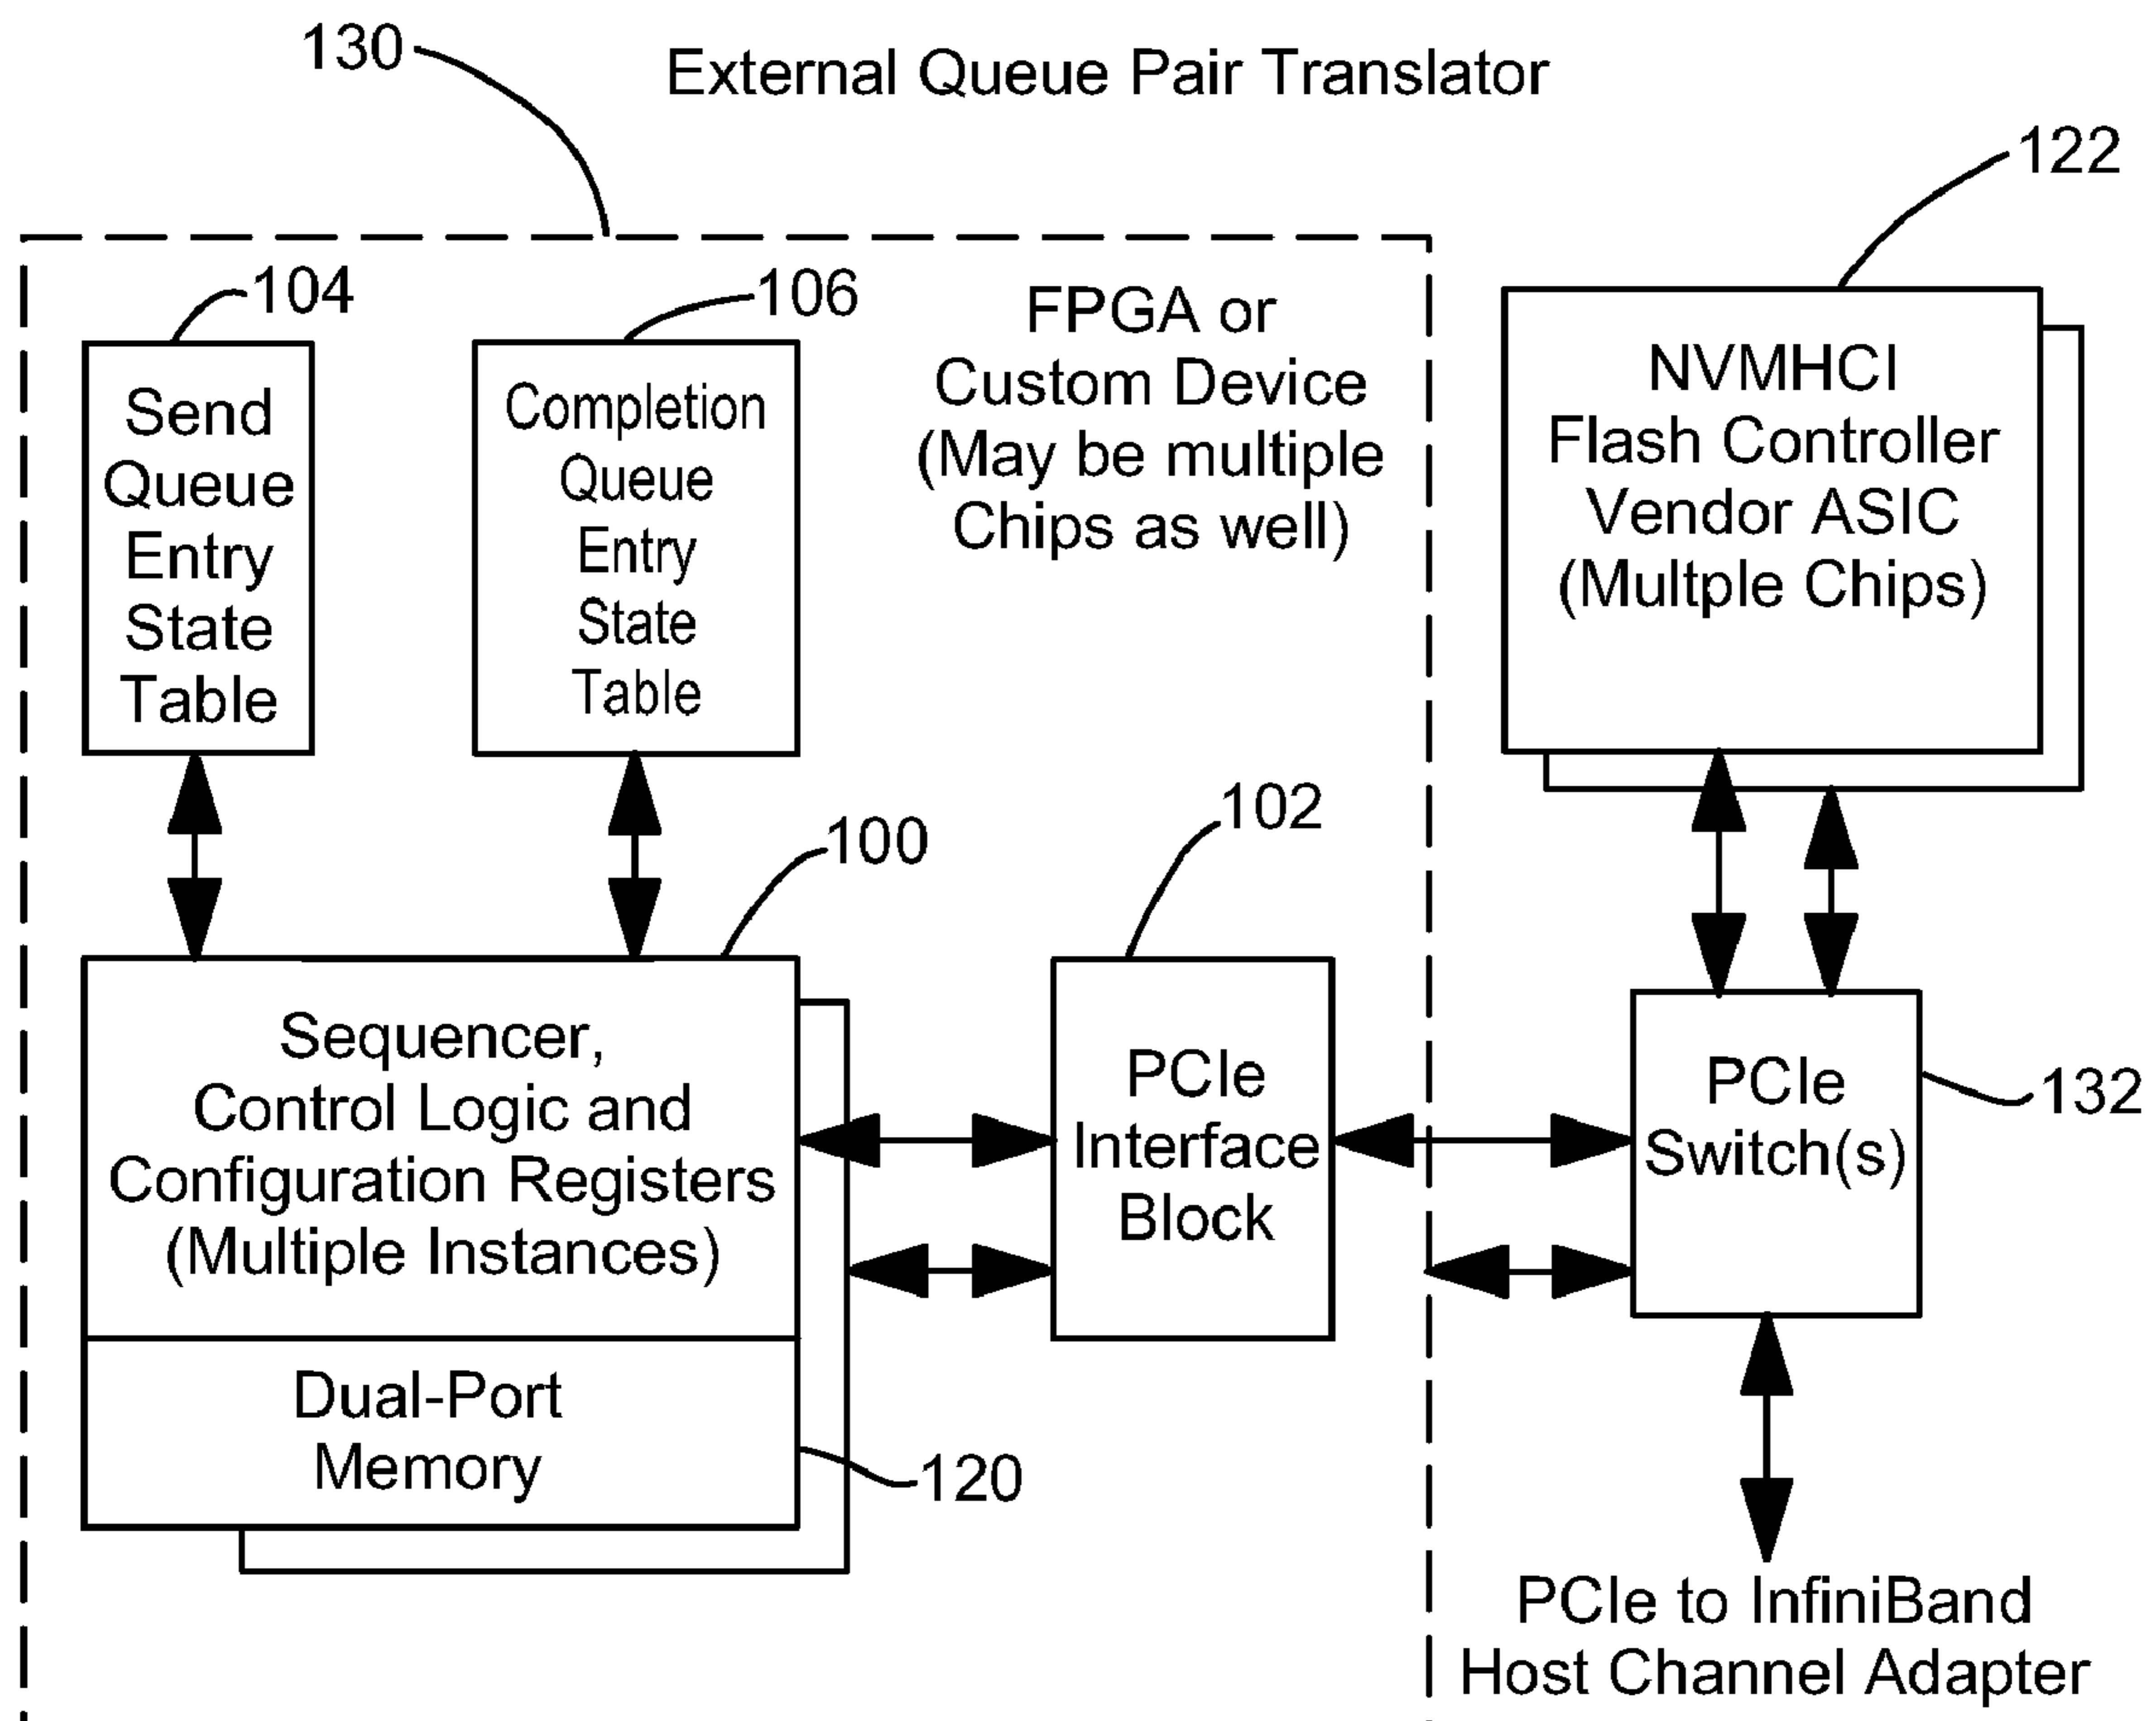 130
External Queue Pair Translator
122
104
106
FPGA or
Custom Device
(May be multiple
Chips as well)
NVMHCI
Flash Controller
Vendor ASIC
(Multple Chips)
Send
Queue
Entry
State
Table
Completion
Queue
Entry
State
Table
100
102
Sequencer,
Control Logic and
Configuration Registers
(Multiple Instances)
PCIe
Interface
Block
PCIe
Switch(s)
132
Dual-Port
Memory
120
PCIe to InfiniBand
Host Channel Adapter